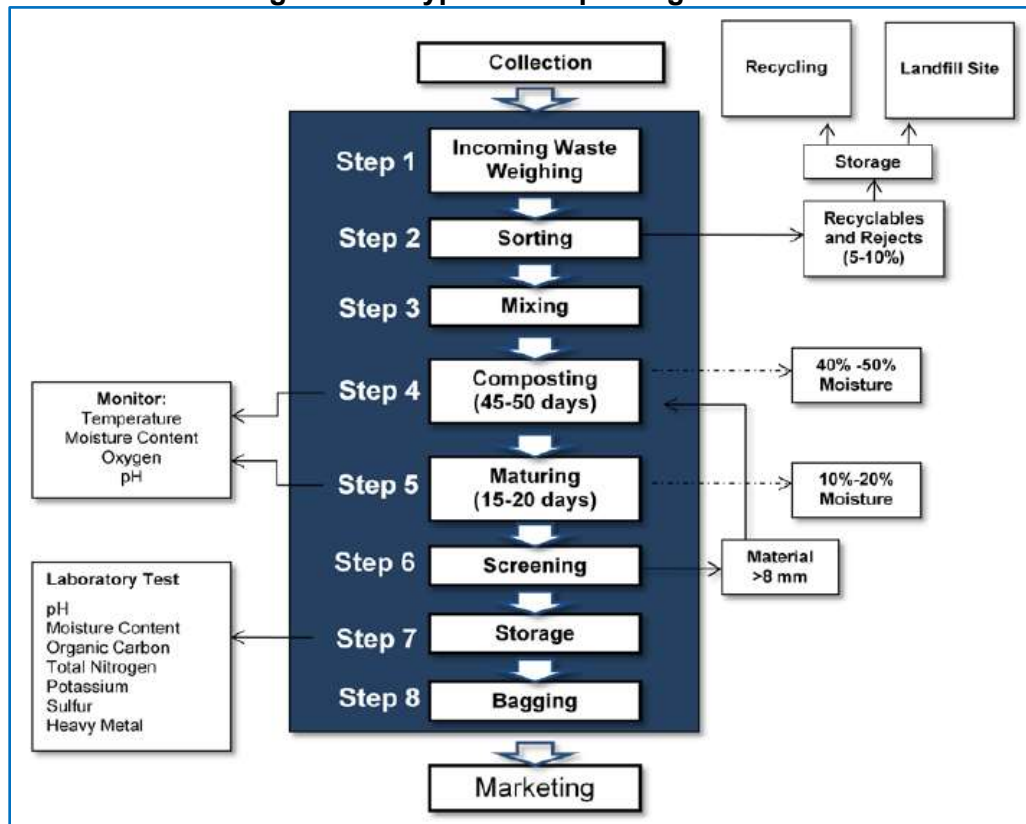 Collection
Step 1
Incoming Waste
Weighing
Step 2
Sorting
Step 3
Mixing
Step 4
Composting
(45-50 days)
Step 5
Maturing
(15-20 days)
Step 6
Screening
Step 7
Storage
Step 8
Bagging
Marketing
Recycling
Landfill Site
Storage
Recyclables
and Rejects
(5-10%)
40% -50%
Moisture
10%-20%
Moisture
Material
>8 mm
Monitor:
Temperature
Moisture Content
Oxygen
pH
Laboratory Test
pH
Moisture Content
Organic Carbon
Total Nitrogen
Potassium
Sulfur
Heavy Metal